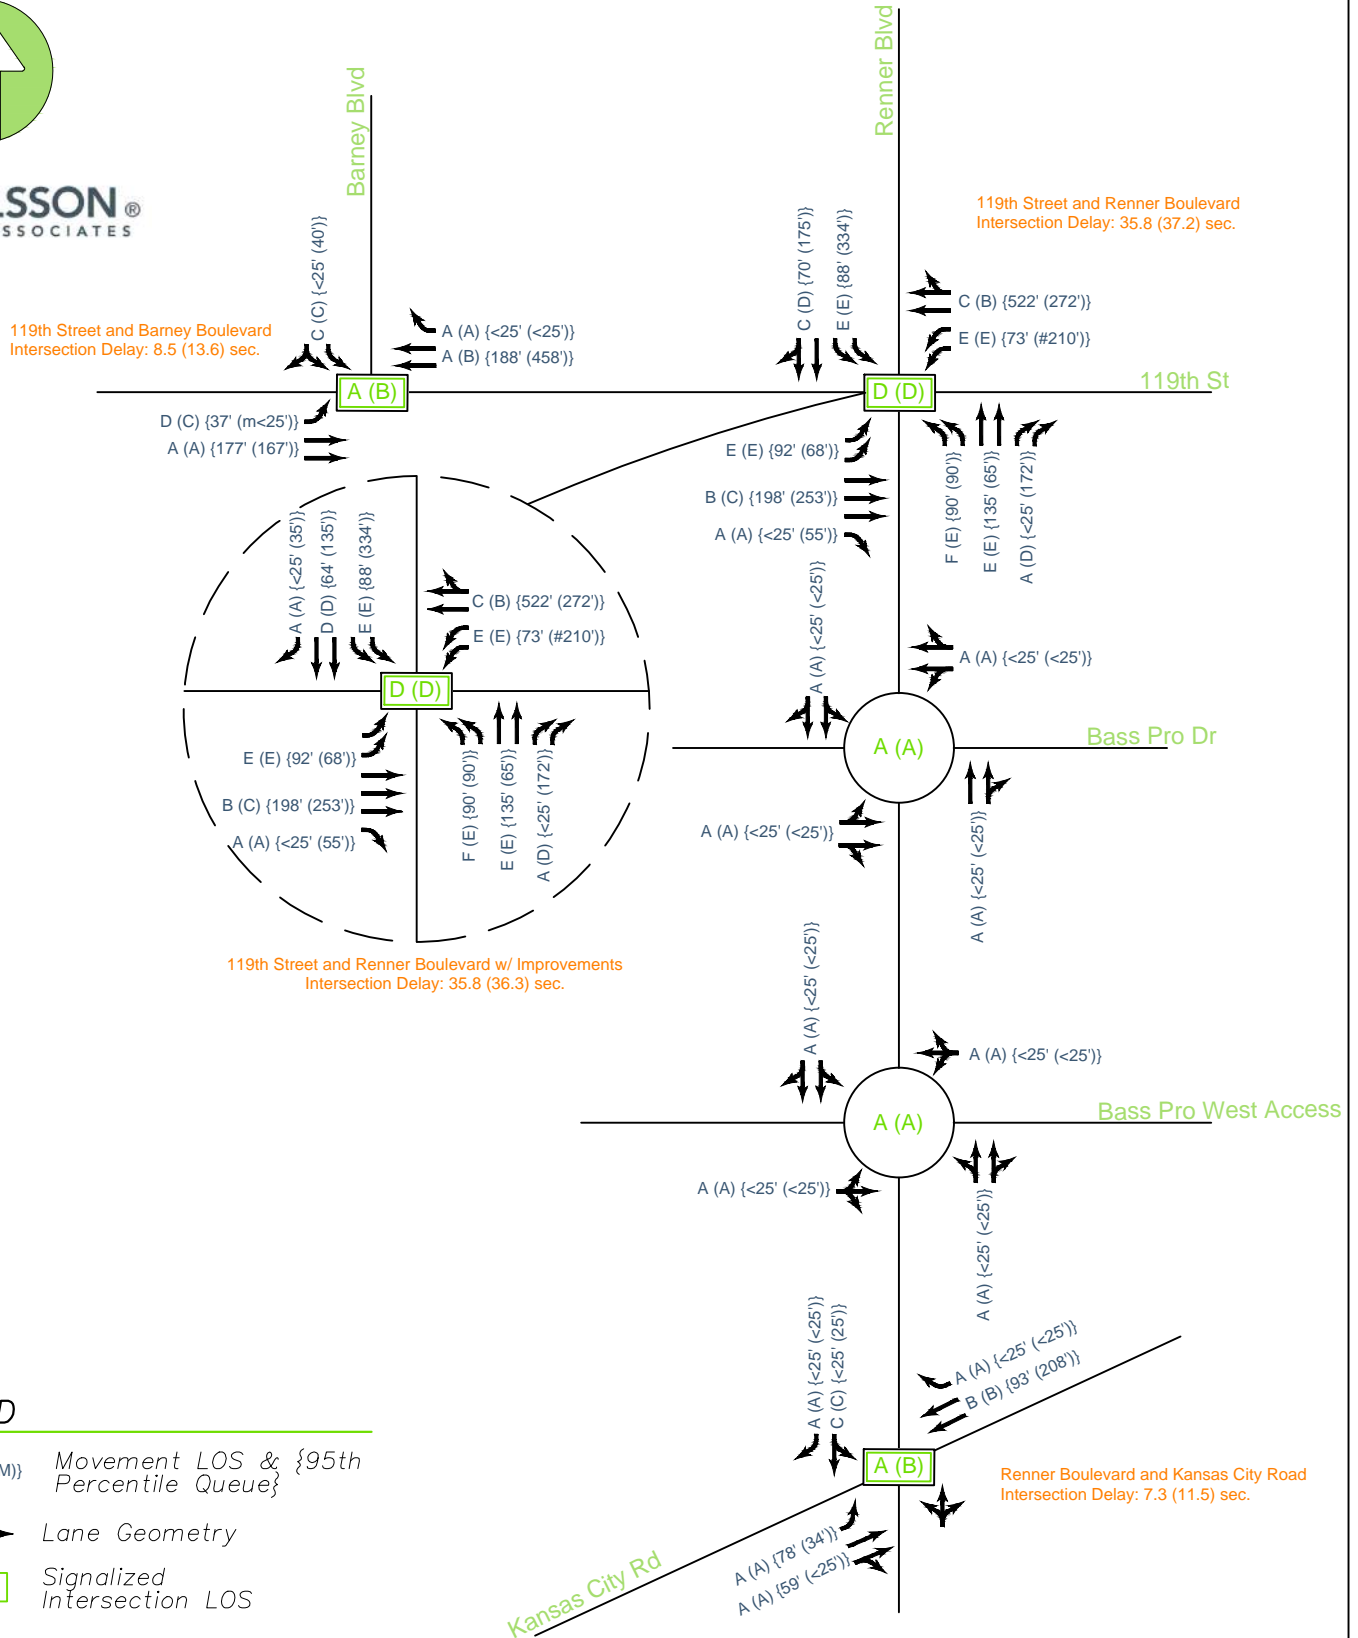 Renner Blvd
Barney Blvd
LSSON ®
SSOCIATES
119th Street and Renner Boulevard
Intersection Delay: 35.8 (37.2) sec.
119th Street and Barney Boulevard
Intersection Delay: 8.5 (13.6) sec.
C (C) {<25' (40')}
A (A) {<25' (<25')}
A (B) {188' (458')}
A (B)
D (C) {37' (m<25')}
A (A) {177' (167')}
C (D) {70' (175')}
E (E) {88' (334')}
C (B) {522' (272')}
E (E) {73' (#210')}
119th St
D (D)
E (E) {92' (68')}
B (C) {198' (253')}
A (A) {<25' (55')}
F (E) {90' (90')}
E (E) {135' (65')}
A (D) {<25' (172')}
A (A) {<25' (35')}
D (D) {64' (135')}
E (E) {88' (334')}
C (B) {522' (272')}
E (E) {73' (#210')}
D (D)
E (E) {92' (68')}
B (C) {198' (253')}
A (A) {<25' (55')}
F (E) {90' (90')}
E (E) {135' (65')}
A (D) {<25' (172')}
119th Street and Renner Boulevard w/ Improvements
Intersection Delay: 35.8 (36.3) sec.
A (A) {<25' (<25')}
A (A) {<25' (<25')}
Bass Pro Dr
A (A)
A (A) {<25' (<25')}
A (A) {<25' (<25')}
A (A) {<25' (<25')}
A (A) {<25' (<25')}
Bass Pro West Access
A (A)
A (A) {<25' (<25')}
A (A) {<25' (<25')}
A (A) {<25' (<25')}
C (C) {<25' (25')}
A (A) {<25' (<25')}
B (B) {93' (208')}
A (B)
Renner Boulevard and Kansas City Road
Intersection Delay: 7.3 (11.5) sec.
A (A) {78' (34')}
A (A) {59' (<25')}
Kansas City Rd
D
M)}
Movement LOS & {95th
Percentile Queue}
Lane Geometry
Signalized
Intersection LOS